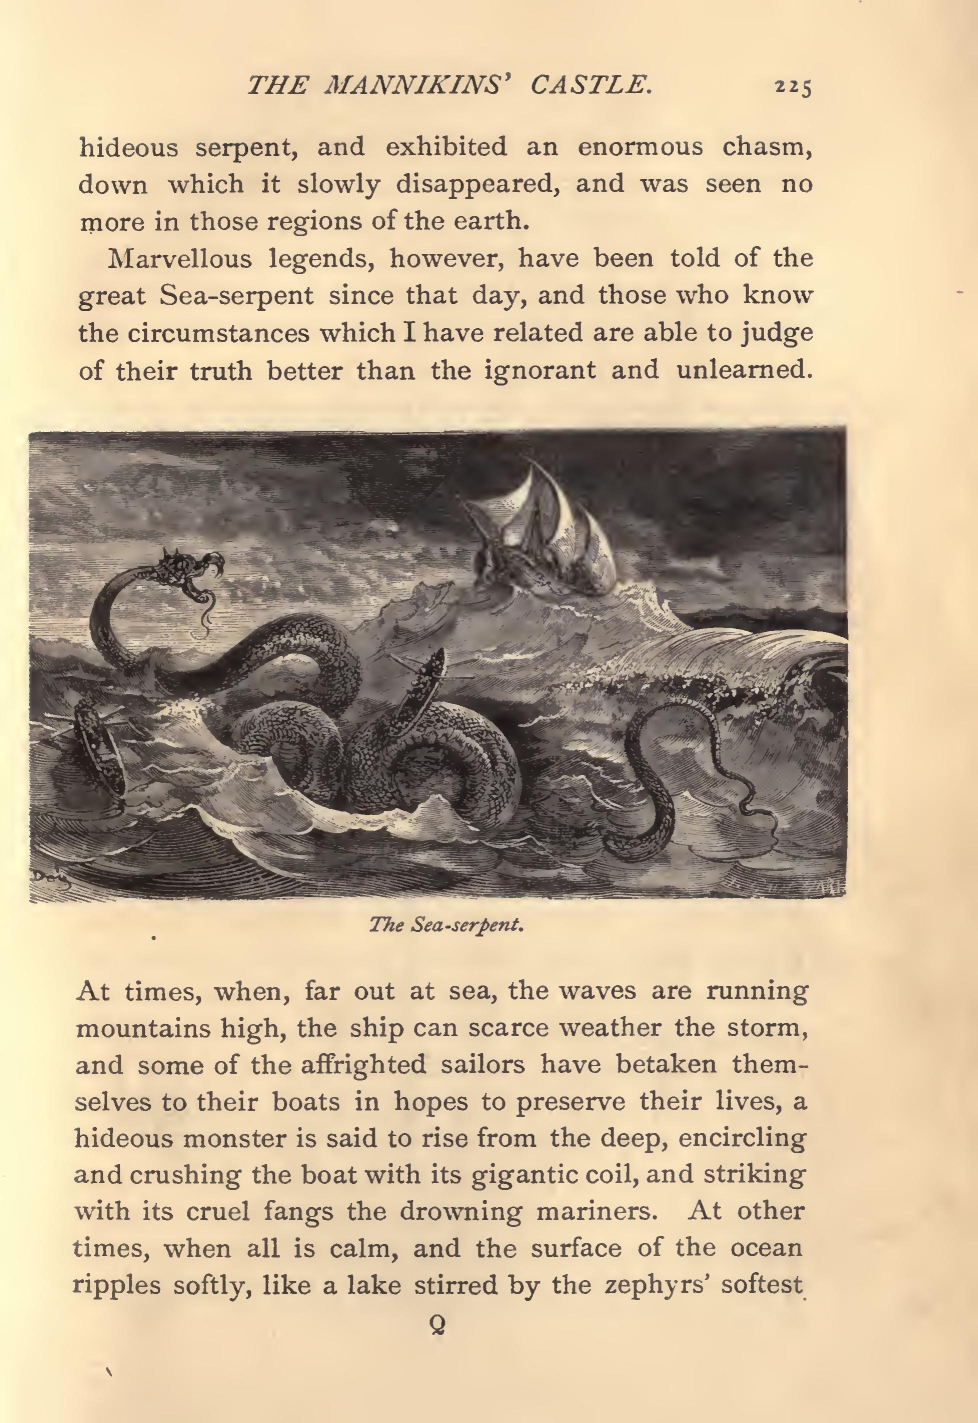 THE MANNIKINS' CASTLE. 225
hideous serpent, and exhibited an enormous chasm,
down which it slowly disappeared, and was seen no
more in those regions of the earth.
Marvellous legends, however, have been told of the
great Sea-serpent since that day, and those who know
the circumstances which I have related are able to judge
of their truth better than the ignorant and unlearned.
The Sea-serpent.
At times, when, far out at sea, the waves are running
mountains high, the ship can scarce weather the storm,
and some of the affrighted sailors have betaken them-
selves to their boats in hopes to preserve their lives, a
hideous monster is said to rise from the deep, encircling
and crushing the boat with its gigantic coil, and striking
with its cruel fangs the drowning mariners. At other
times, when all is calm, and the surface of the ocean
ripples softly, like a lake stirred by the zephyrs' softest
Q